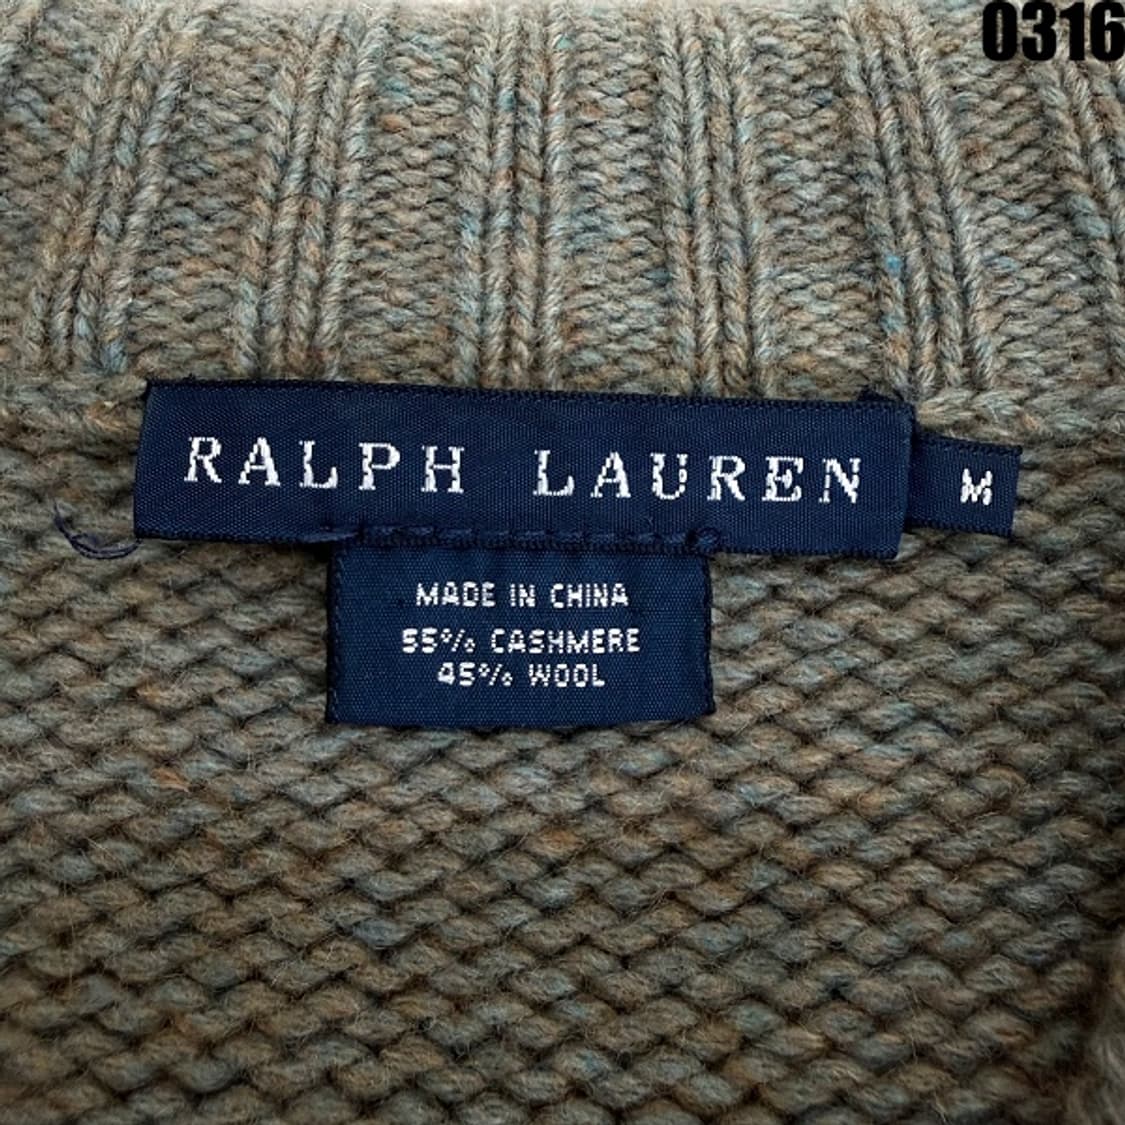 0316
RALPH LAUREN
M
MADE IN CHINA
55% CASHMERE
45% WOOL